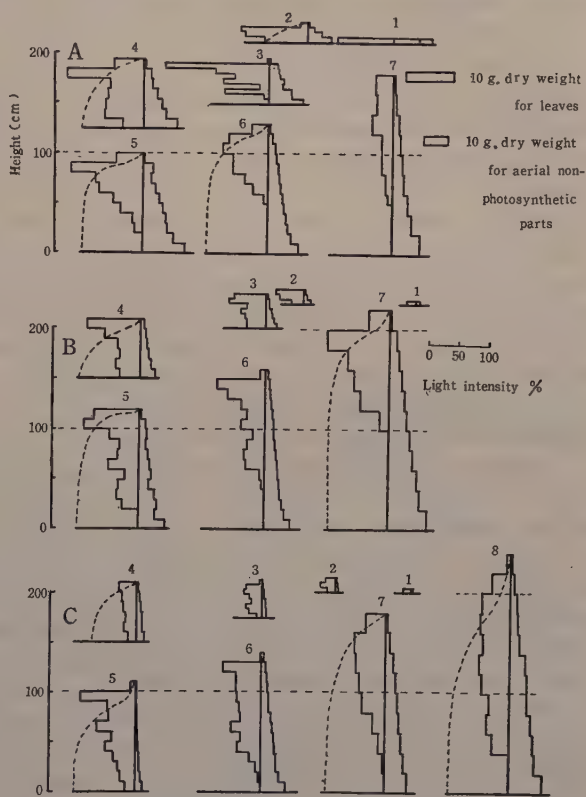 A
Height (cm)
200
100
0
4
2
1
3
5
6
7
10 g. dry weight
for leaves
10 g. dry weight
for aerial non-
photosynthetic
parts
B
200
100
0
4
3
2
7
1
5
6
0 50 100
Light intensity %
C
200
100
0
4
3
2
1
8
5
6
7